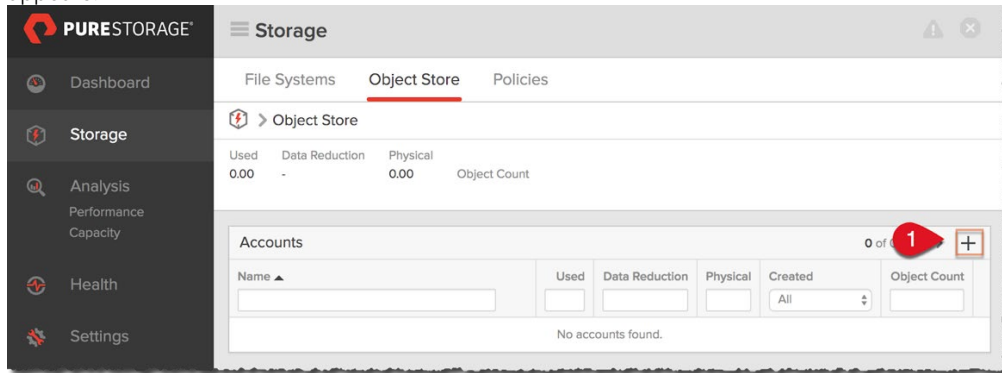 PURESTORAGE®
Storage
Dashboard
File Systems Object Store Policies
Storage
> Object Store
Used Data Reduction Physical
0.00 - 0.00 Object Count
Analysis
Performance
Capacity
Accounts 0 of 1 +
Name ▲ Used Data Reduction Physical Created Object Count
All
Health
No accounts found.
Settings